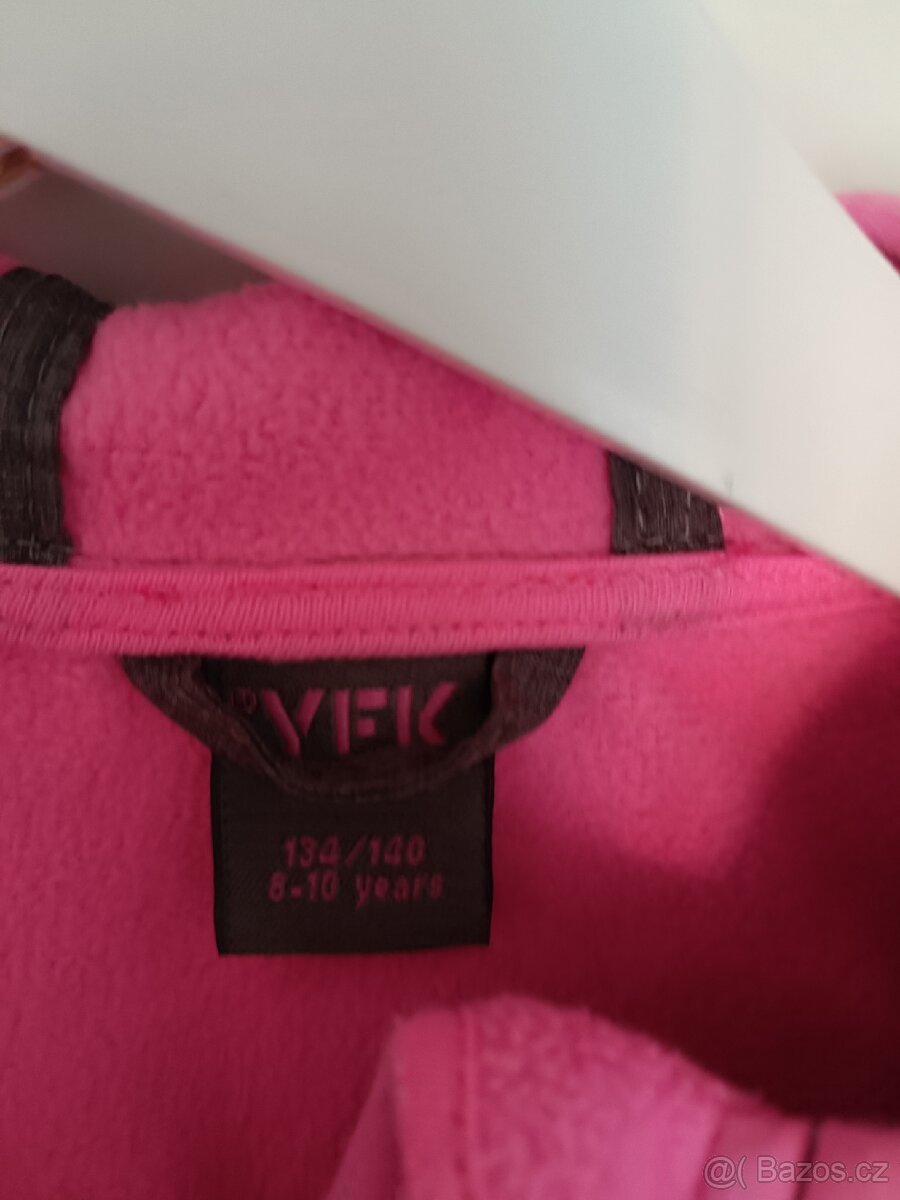 ®YFK
134/140
8-10 years
@( Bazos.cz